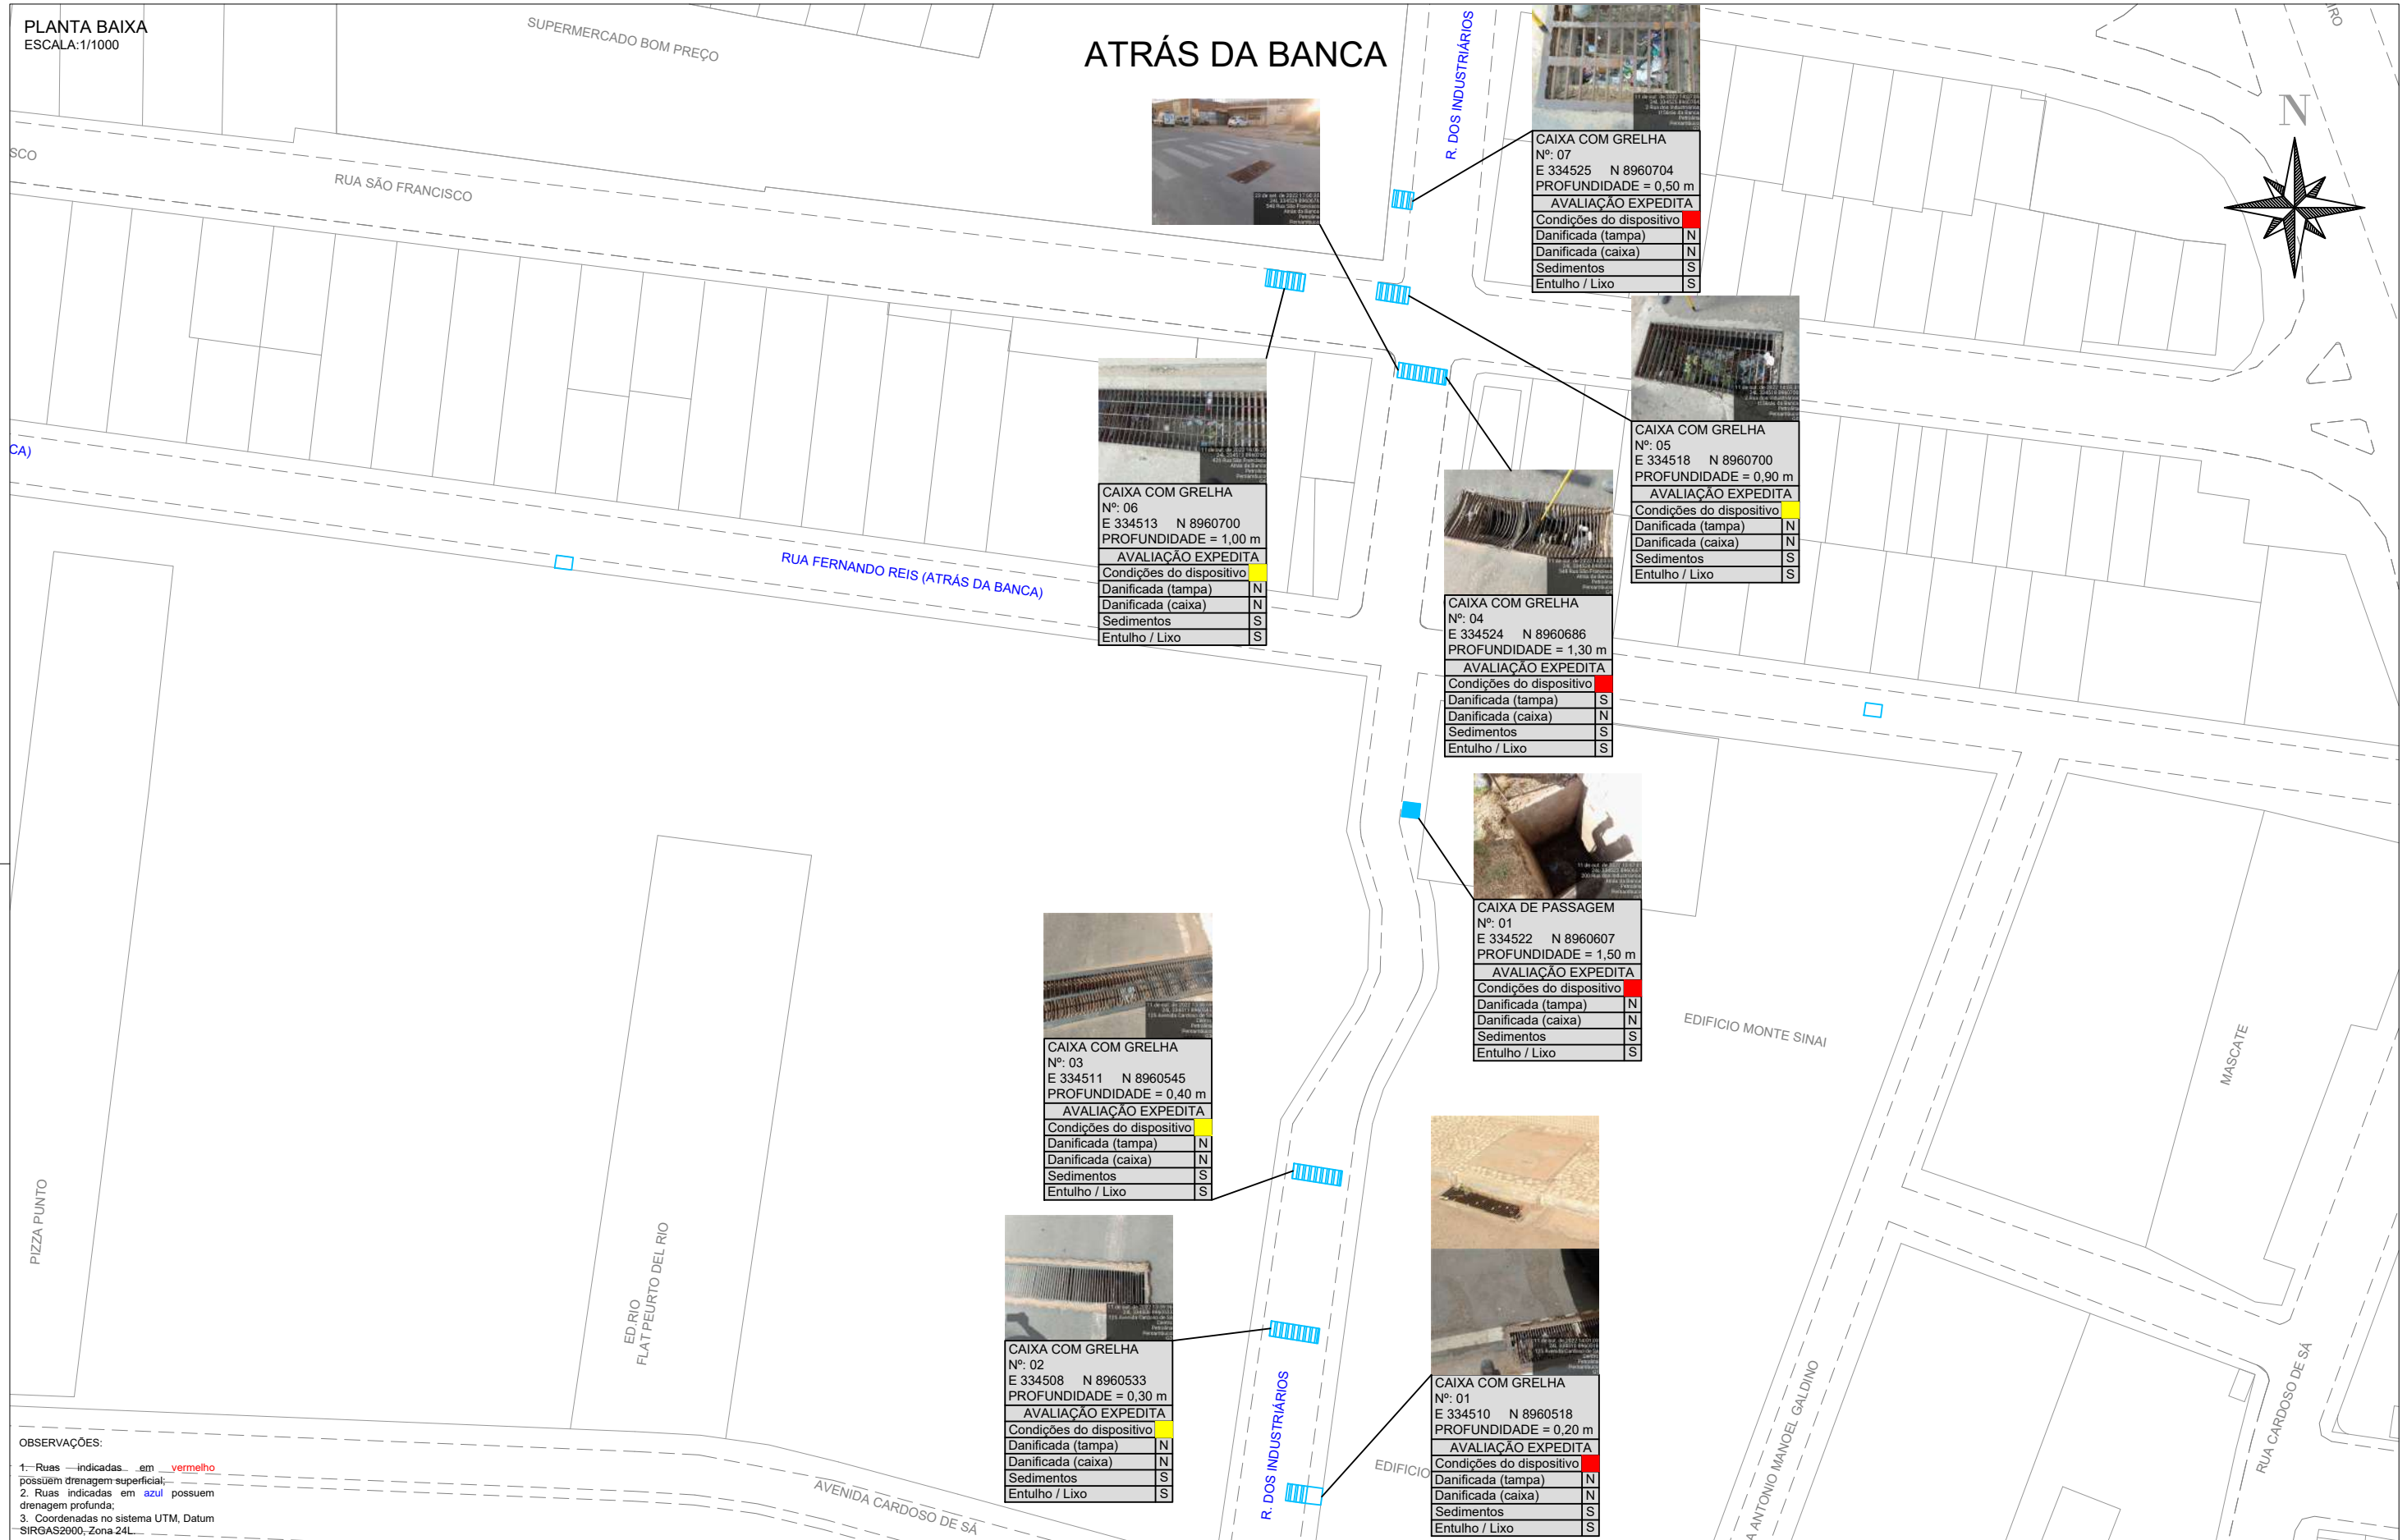 PLANTA BAIXA
ESCALA:1/1000
SUPERMERCADO BOM PREÇO
ATRÁS DA BANCA
R. DOS INDUSTRIÁRIOS
IRO
N
SCO
RUA SÃO FRANCISCO
CAIXA COM GRELHA
Nº: 07
E 334525 N 8960704
PROFUNDIDADE = 0,50 m
AVALIAÇÃO EXPEDITA
Condições do dispositivo
Danificada (tampa) N
Danificada (caixa) N
Sedimentos S
Entulho / Lixo S
CAIXA COM GRELHA
Nº: 05
E 334518 N 8960700
PROFUNDIDADE = 0,90 m
AVALIAÇÃO EXPEDITA
Condições do dispositivo
Danificada (tampa) N
Danificada (caixa) N
Sedimentos S
Entulho / Lixo S
CA)
CAIXA COM GRELHA
Nº: 06
E 334513 N 8960700
PROFUNDIDADE = 1,00 m
AVALIAÇÃO EXPEDITA
Condições do dispositivo
Danificada (tampa) N
Danificada (caixa) N
Sedimentos S
Entulho / Lixo S
RUA FERNANDO REIS (ATRÁS DA BANCA)
CAIXA COM GRELHA
Nº: 04
E 334524 N 8960686
PROFUNDIDADE = 1,30 m
AVALIAÇÃO EXPEDITA
Condições do dispositivo
Danificada (tampa) S
Danificada (caixa) N
Sedimentos S
Entulho / Lixo S
CAIXA DE PASSAGEM
Nº: 01
E 334522 N 8960607
PROFUNDIDADE = 1,50 m
AVALIAÇÃO EXPEDITA
Condições do dispositivo
Danificada (tampa) N
Danificada (caixa) N
Sedimentos S
Entulho / Lixo S
EDIFICIO MONTE SINAI
MASCATE
CAIXA COM GRELHA
Nº: 03
E 334511 N 8960545
PROFUNDIDADE = 0,40 m
AVALIAÇÃO EXPEDITA
Condições do dispositivo
Danificada (tampa) N
Danificada (caixa) N
Sedimentos S
Entulho / Lixo S
PIZZA PUNTO
ED.RIO
FLAT PEURTO DEL RIO
CAIXA COM GRELHA
Nº: 02
E 334508 N 8960533
PROFUNDIDADE = 0,30 m
AVALIAÇÃO EXPEDITA
Condições do dispositivo
Danificada (tampa) N
Danificada (caixa) N
Sedimentos S
Entulho / Lixo S
R. DOS INDUSTRIÁRIOS
CAIXA COM GRELHA
Nº: 01
E 334510 N 8960518
PROFUNDIDADE = 0,20 m
AVALIAÇÃO EXPEDITA
Condições do dispositivo
Danificada (tampa) N
Danificada (caixa) N
Sedimentos S
Entulho / Lixo S
EDIFICIO
A ANTONIO MANOEL GALDINO
RUA CARDOSO DE SÁ
AVENIDA CARDOSO DE SÁ
OBSERVAÇÕES:
1. Ruas indicadas em vermelho
possuem drenagem superficial;
2. Ruas indicadas em azul possuem
drenagem profunda;
3. Coordenadas no sistema UTM, Datum
SIRGAS2000, Zona 24L.